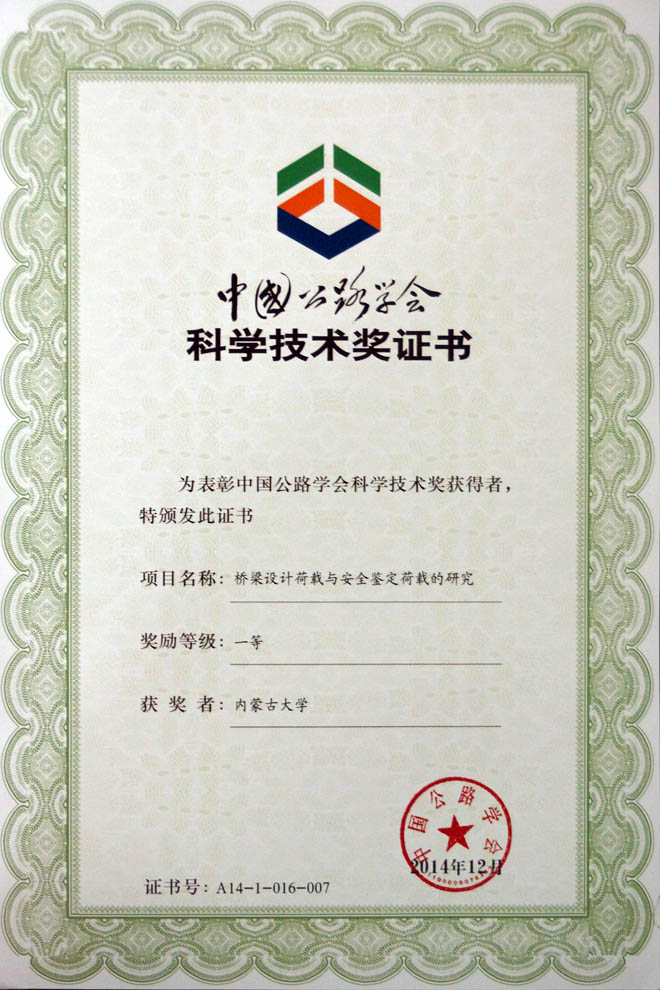 中国公路学会
科学技术奖证书
为表彰中国公路学会科学技术奖获得者，
特颁发此证书
项目名称：桥梁设计荷载与安全鉴定荷载的研究
奖励等级：一等
获奖者：内蒙古大学
中国公路学会
2014年12月
证书号：A14-1-016-007